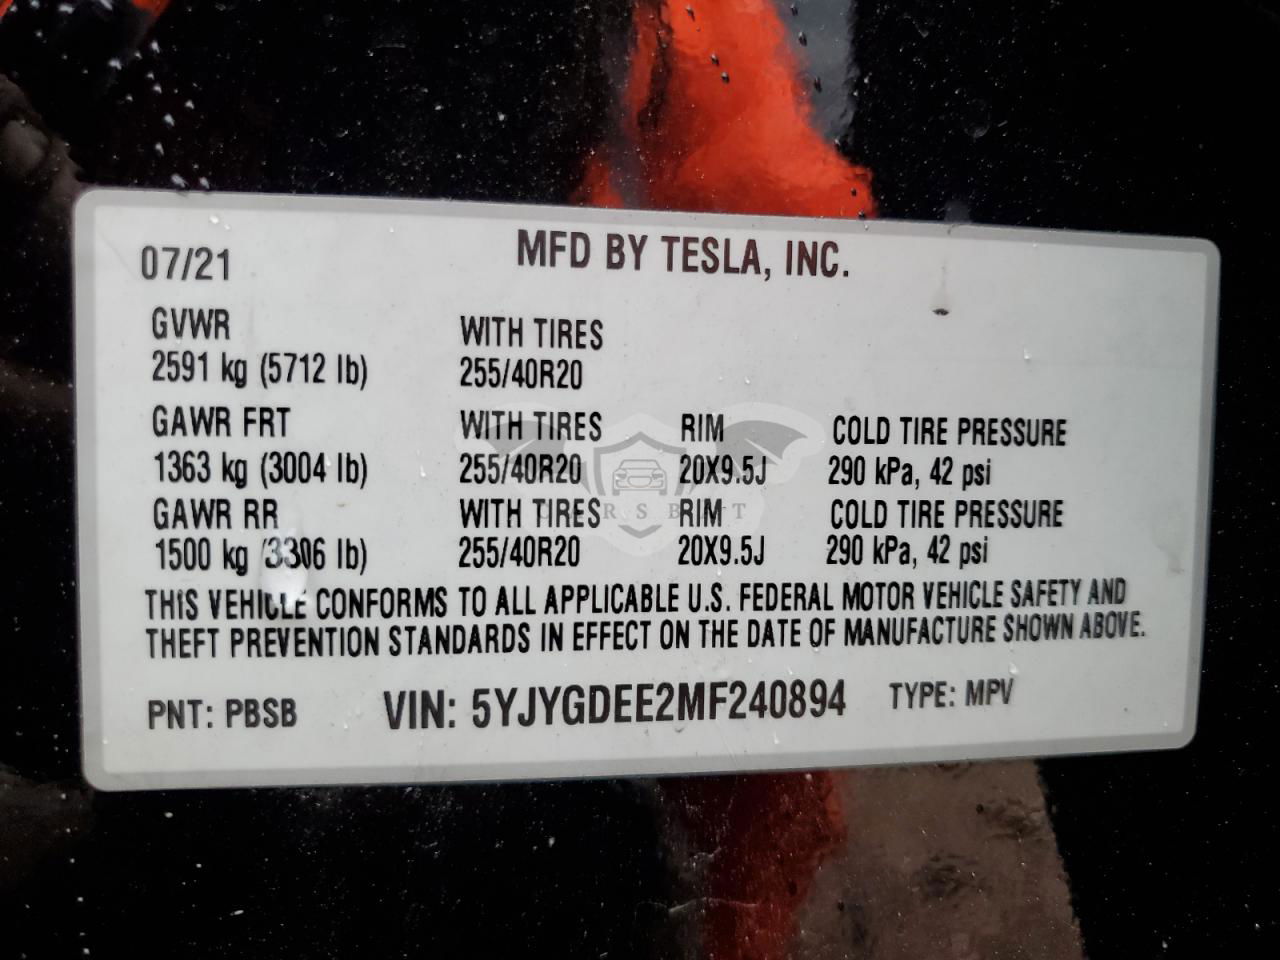 07/21 MFD BY TESLA, INC.
GVWR WITH TIRES
2591 kg (5712 lb) 255/40R20
GAWR FRT WITH TIRES RIM COLD TIRE PRESSURE
1363 kg (3004 lb) 255/40R20 20X9.5J 290 kPa, 42 psi
GAWR RR WITH TIRES RIM COLD TIRE PRESSURE
1500 kg (3306 lb) 255/40R20 20X9.5J 290 kPa, 42 psi
THIS VEHICLE CONFORMS TO ALL APPLICABLE U.S. FEDERAL MOTOR VEHICLE SAFETY AND
THEFT PREVENTION STANDARDS IN EFFECT ON THE DATE OF MANUFACTURE SHOWN ABOVE.
PNT: PBSB VIN: 5YJYGDEE2MF240894 TYPE: MPV